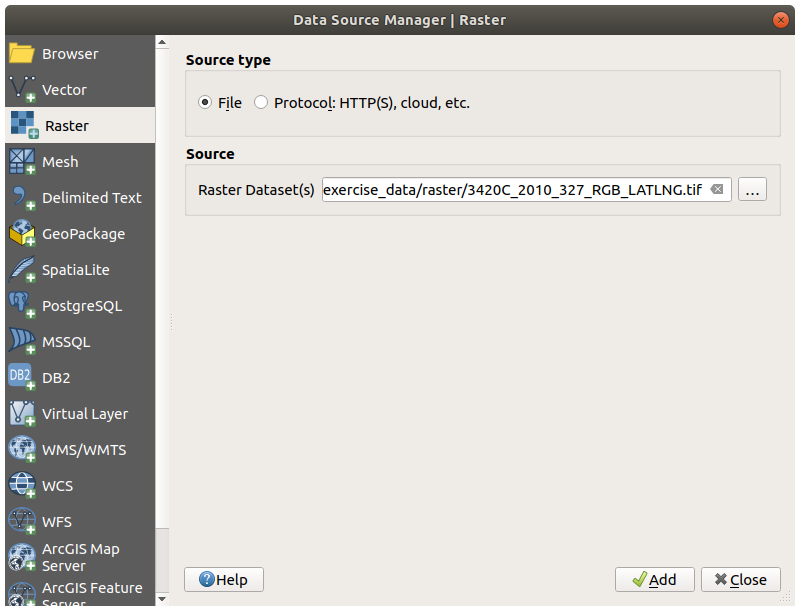 Data Source Manager | Raster
Browser
Vector
Raster
Mesh
Delimited Text
GeoPackage
SpatiaLite
PostgreSQL
MSSQL
DB2
DB2
Virtual Layer
WMS/WMTS
WCS
WFS
ArcGIS Map
Server
ArcGIS Feature
Server
Source type
File
Protocol: HTTP(S), cloud, etc.
Source
Raster Dataset(s) exercise_data/raster/3420C_2010_327_RGB_LATLNG.tif ...
Help
Add
Close